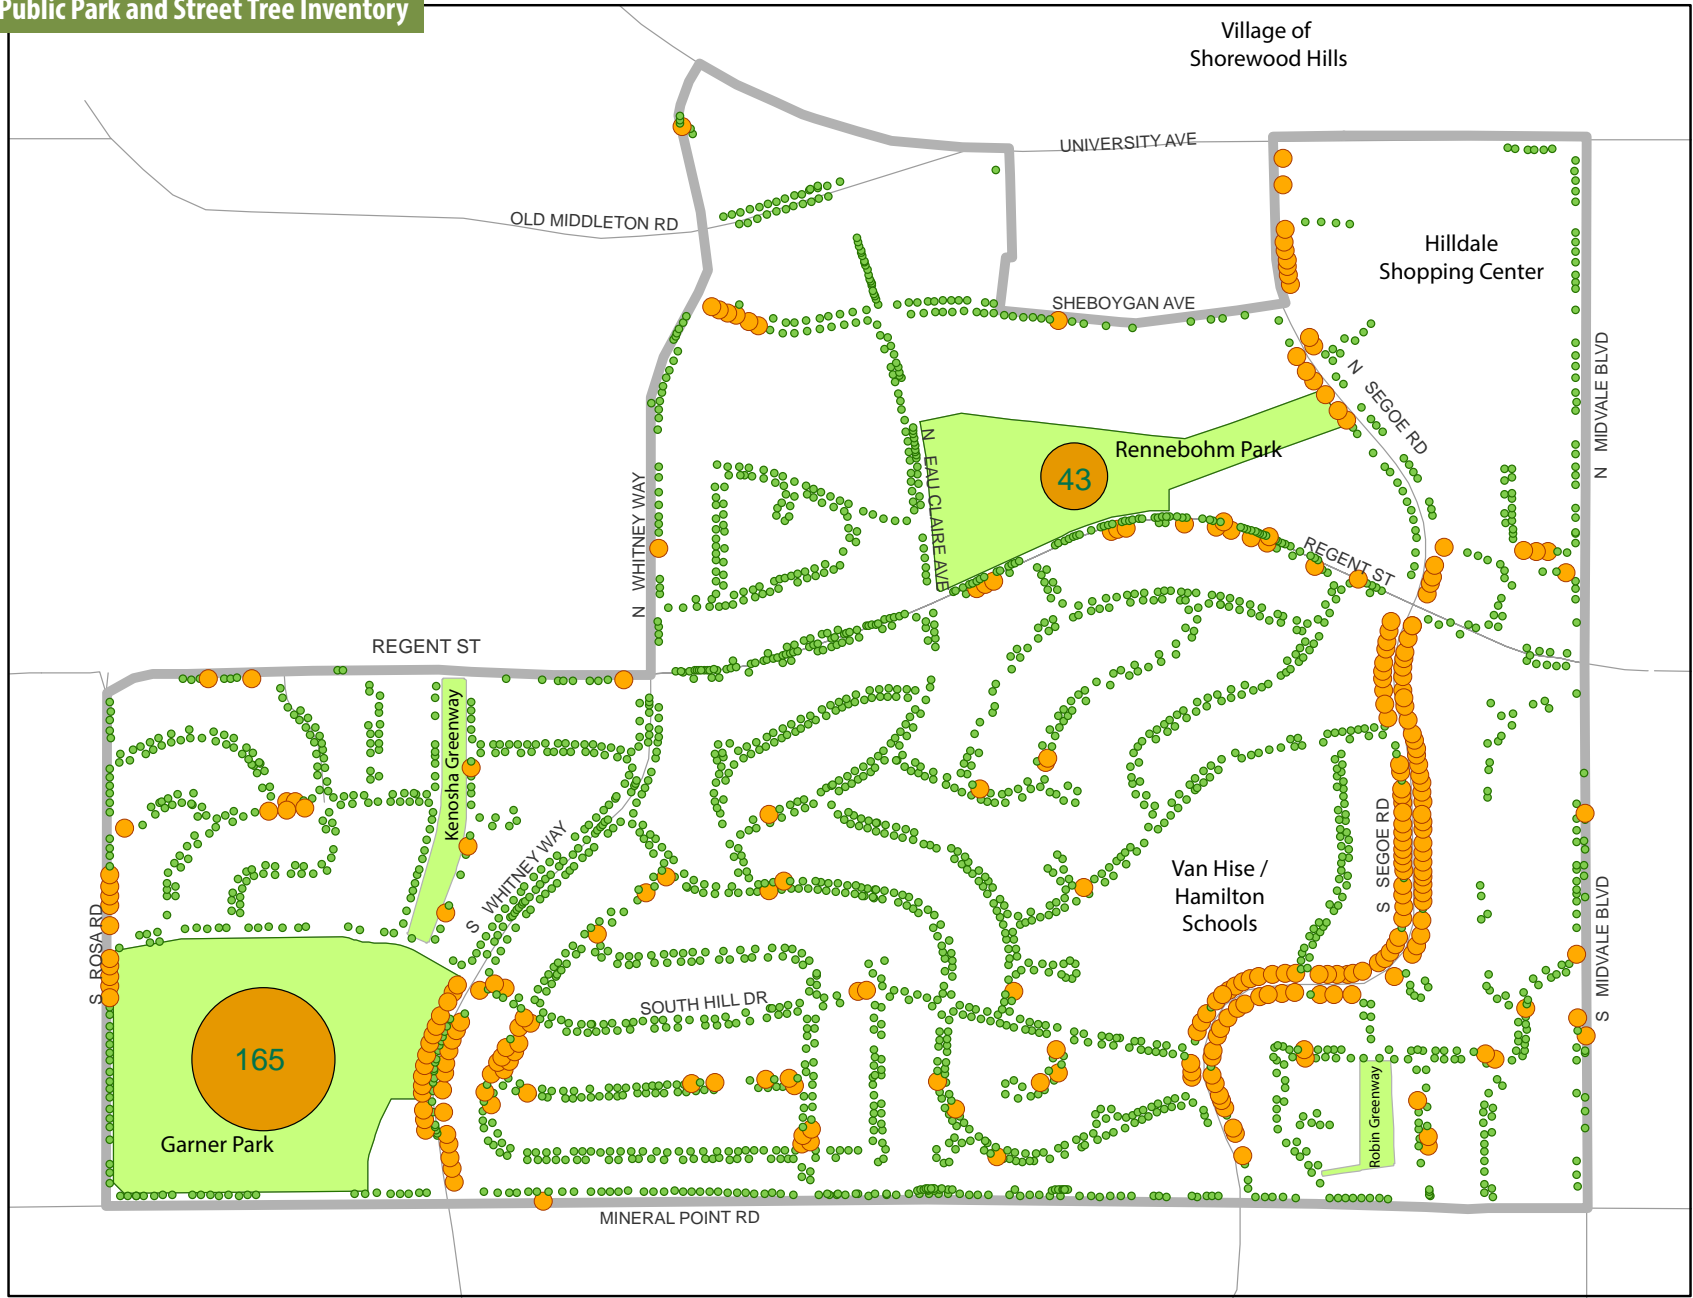 Public Park and Street Tree Inventory
Village of
Shorewood Hills
UNIVERSITY AVE
OLD MIDDLETON RD
Hilldale
Shopping Center
SHEBOYGAN AVE
N MIDVALE BLVD
N SEGOE RD
Rennebohm Park
43
N EAU CLAIRE AVE
N WHITNEY WAY
REGENT ST
REGENT ST
Kenosha Greenway
S WHITNEY WAY
S SEGOE RD
Van Hise /
Hamilton
Schools
S MIDVALE BLVD
S ROSA RD
SOUTH HILL DR
165
Garner Park
Robin Greenway
MINERAL POINT RD